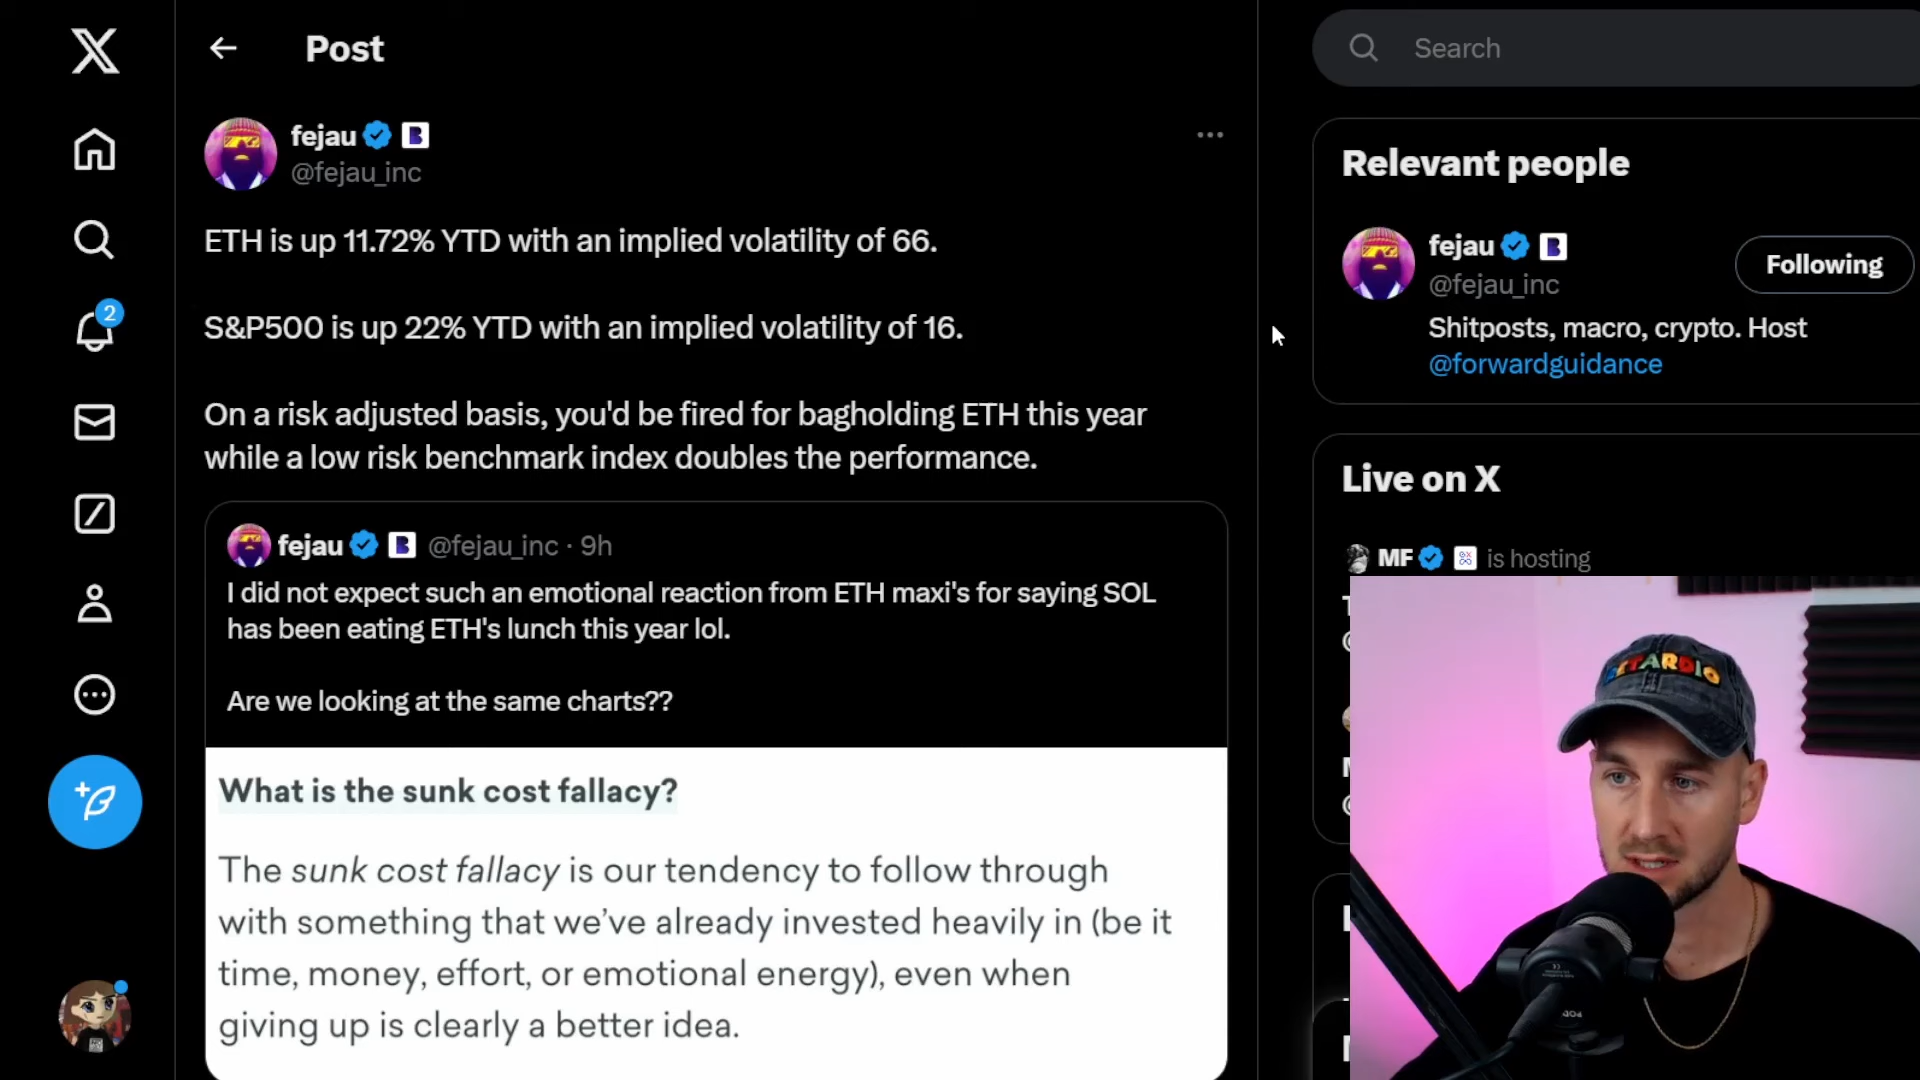 Post
Search
fejau
@fejau_inc
ETH is up 11.72% YTD with an implied volatility of 66.
S&P500 is up 22% YTD with an implied volatility of 16.
On a risk adjusted basis, you'd be fired for bagholding ETH this year
while a low risk benchmark index doubles the performance.
fejau @fejau_inc · 9h
I did not expect such an emotional reaction from ETH maxi's for saying SOL
has been eating ETH's lunch this year lol.
Are we looking at the same charts??
What is the sunk cost fallacy?
The sunk cost fallacy is our tendency to follow through
with something that we've already invested heavily in (be it
time, money, effort, or emotional energy), even when
giving up is clearly a better idea.
2
Relevant people
fejau
@fejau_inc
Following
Shitposts, macro, crypto. Host
@forwardguidance
Live on X
MF is hosting